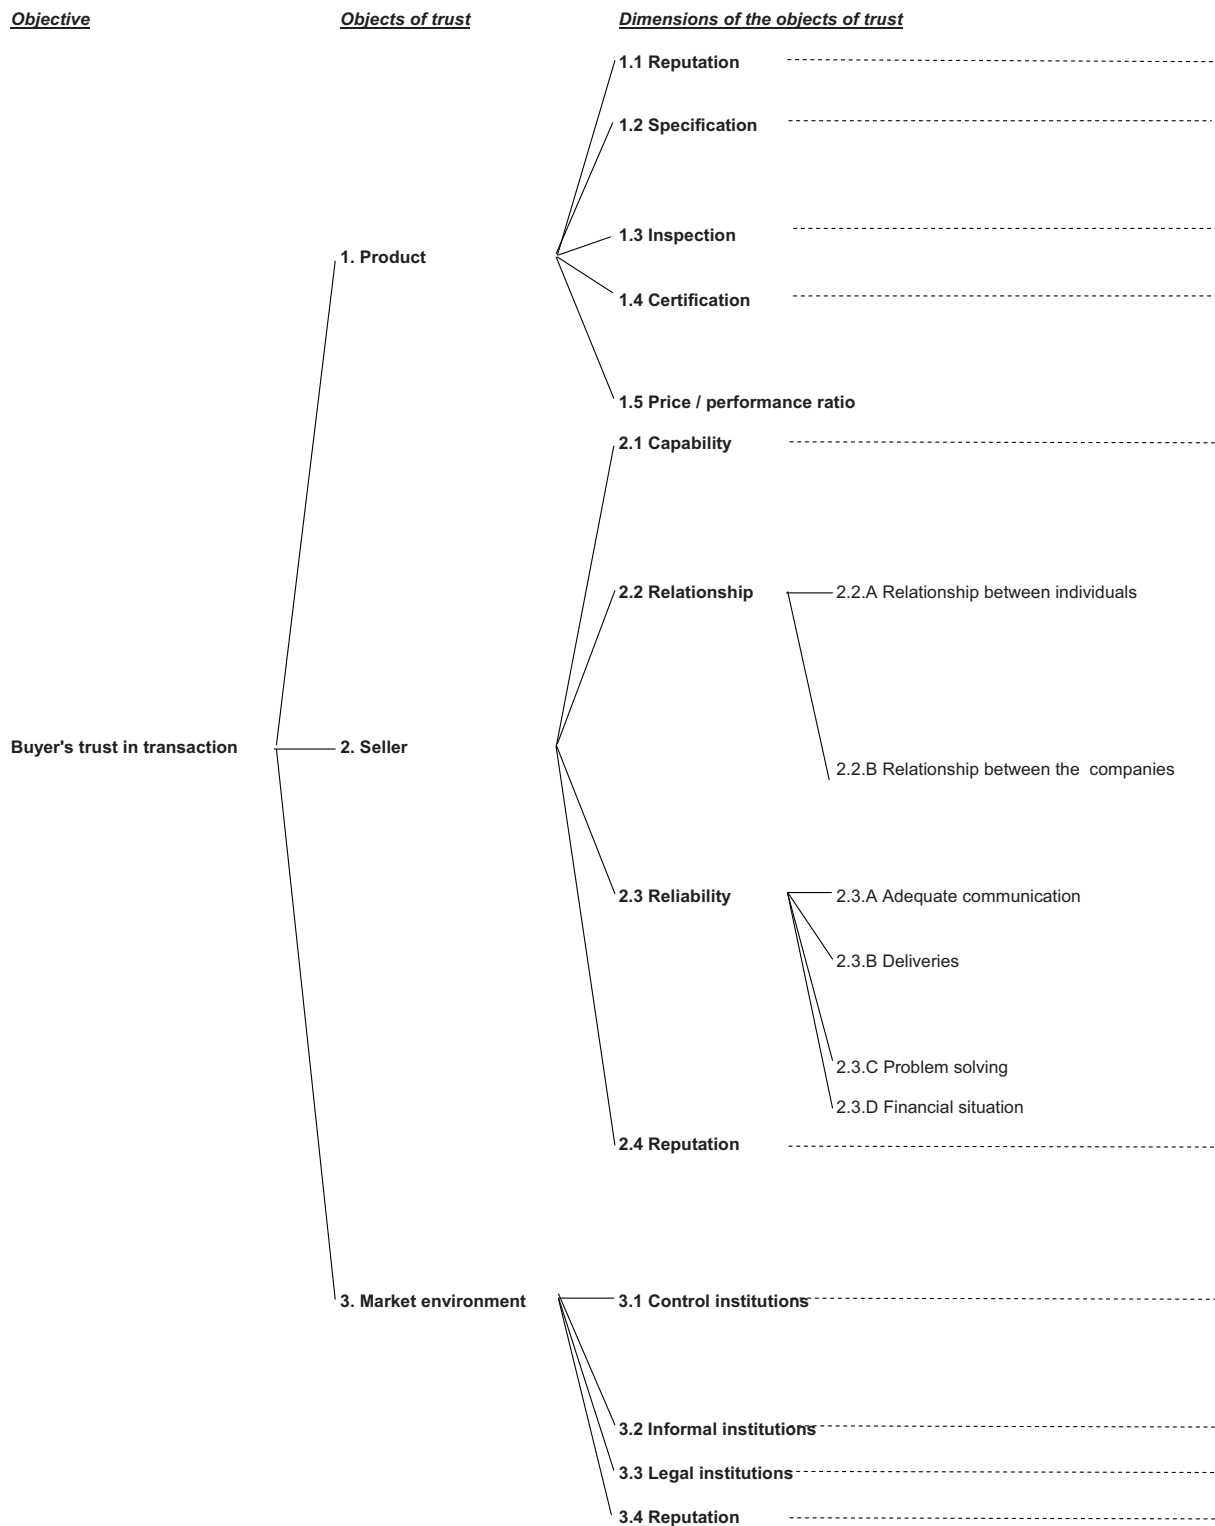 Objective
Objects of trust
Dimensions of the objects of trust
1.1 Reputation
1.2 Specification
1.3 Inspection
1. Product
1.4 Certification
1.5 Price / performance ratio
2.1 Capability
2.2 Relationship
2.2.A Relationship between individuals
Buyer's trust in transaction
2. Seller
2.2.B Relationship between the companies
2.3 Reliability
2.3.A Adequate communication
2.3.B Deliveries
2.3.C Problem solving
2.3.D Financial situation
2.4 Reputation
3. Market environment
3.1 Control institutions
3.2 Informal institutions
3.3 Legal institutions
3.4 Reputation